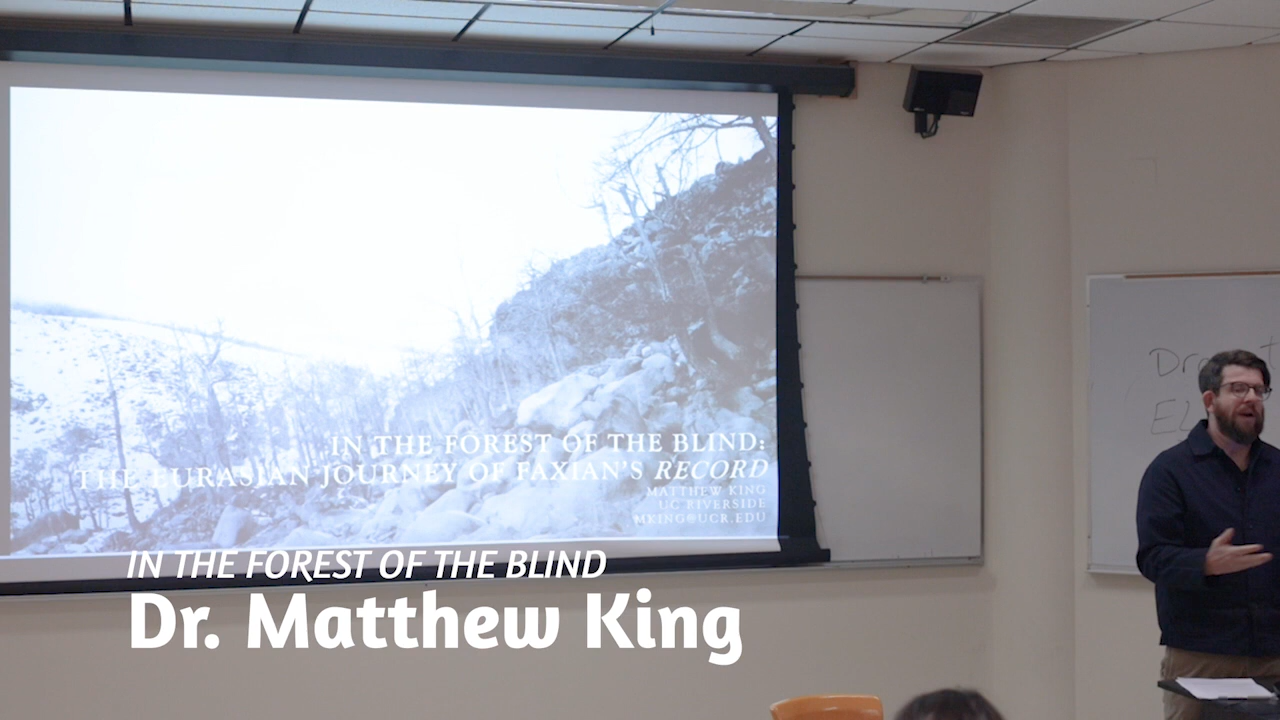 IN THE FOREST OF THE BLIND:
THE EURASIAN JOURNEY OF FAXIAN'S RECORD
MATTHEW KING
UC RIVERSIDE
MKING@UCR.EDU
IN THE FOREST OF THE BLIND
Dr. Matthew King